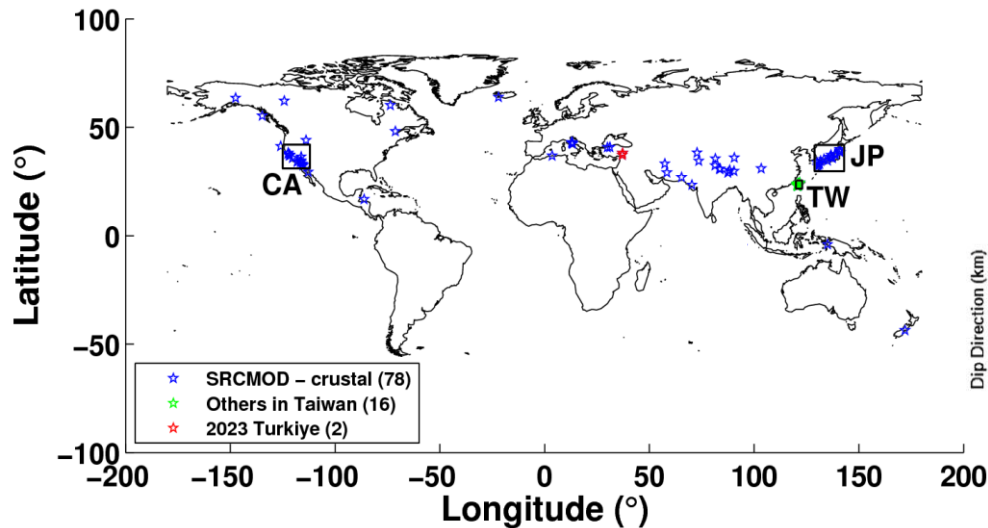 100
50
0
−50
−100
Latitude (°)
CA
JP
TW
☆ SRCMOD − crustal (78)
☆ Others in Taiwan (16)
☆ 2023 Turkiye (2)
−200 −150 −100 −50 0 50 100 150 200
Longitude (°)
Dip Direction (km)